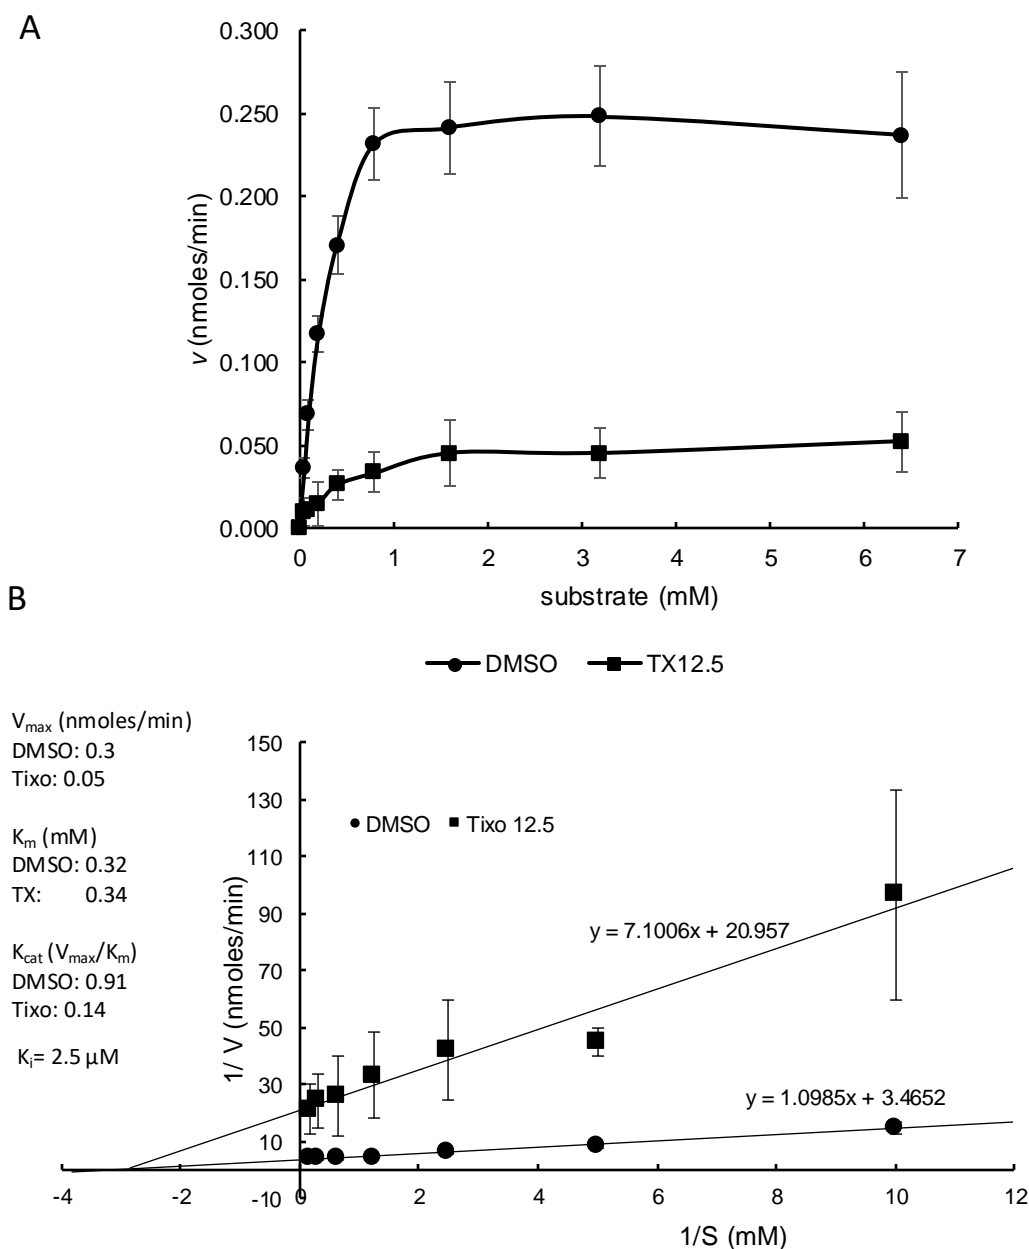 A
0.300
0.250
0.200
0.150
0.100
0.050
0.000
v (nmoles/min)
0 1 2 3 4 5 6 7
substrate (mM)
B
DMSO TX12.5
Vmax (nmoles/min)
DMSO: 0.3
Tixo: 0.05
Km (mM)
DMSO: 0.32
TX: 0.34
Kcat (Vmax/Km)
DMSO: 0.91
Tixo: 0.14
Ki= 2.5 µM
150
130
110
90
70
50
30
10
-10
1/ V (nmoles/min)
DMSO Tixo 12.5
y = 7.1006x + 20.957
y = 1.0985x + 3.4652
-4 -2 0 2 4 6 8 10 12
1/S (mM)